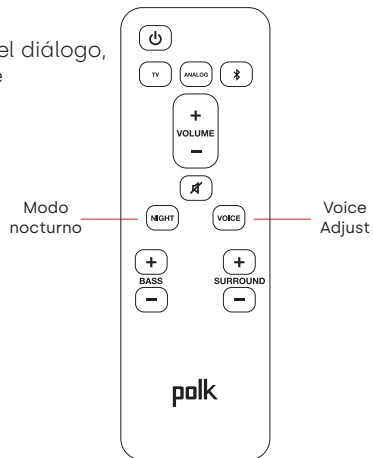 el diálogo,
e
TV ANALOG
+
VOLUME
−
Modo
nocturno
NIGHT VOICE
Voice
Adjust
+ +
BASS SURROUND
− −
polk